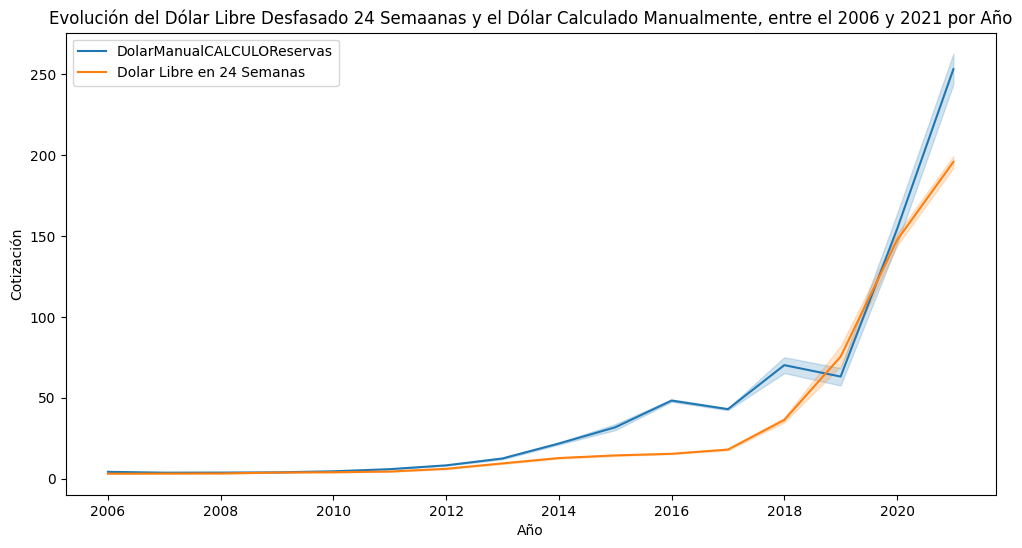 Evolución del Dólar Libre Desfasado 24 Semaanas y el Dólar Calculado Manualmente, entre el 2006 y 2021 por Año
DolarManualCALCULOReservas
Dolar Libre en 24 Semanas
Cotización
250
200
150
100
50
0
2006 2008 2010 2012 2014 2016 2018 2020
Año